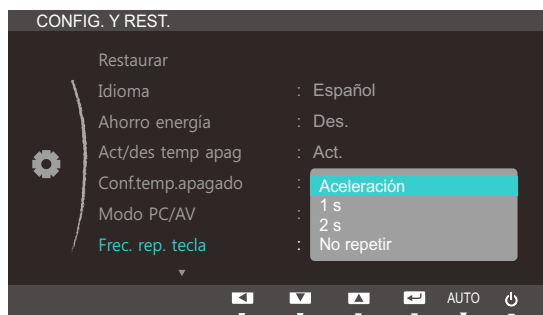 CONFIG. Y REST.
Restaurar
Idioma : Español
Ahorro energía : Des.
Act/des temp apag : Act.
Conf.temp.apagado :
Aceleración
1 s
Modo PC/AV :
2 s
Frec. rep. tecla :
No repetir
AUTO